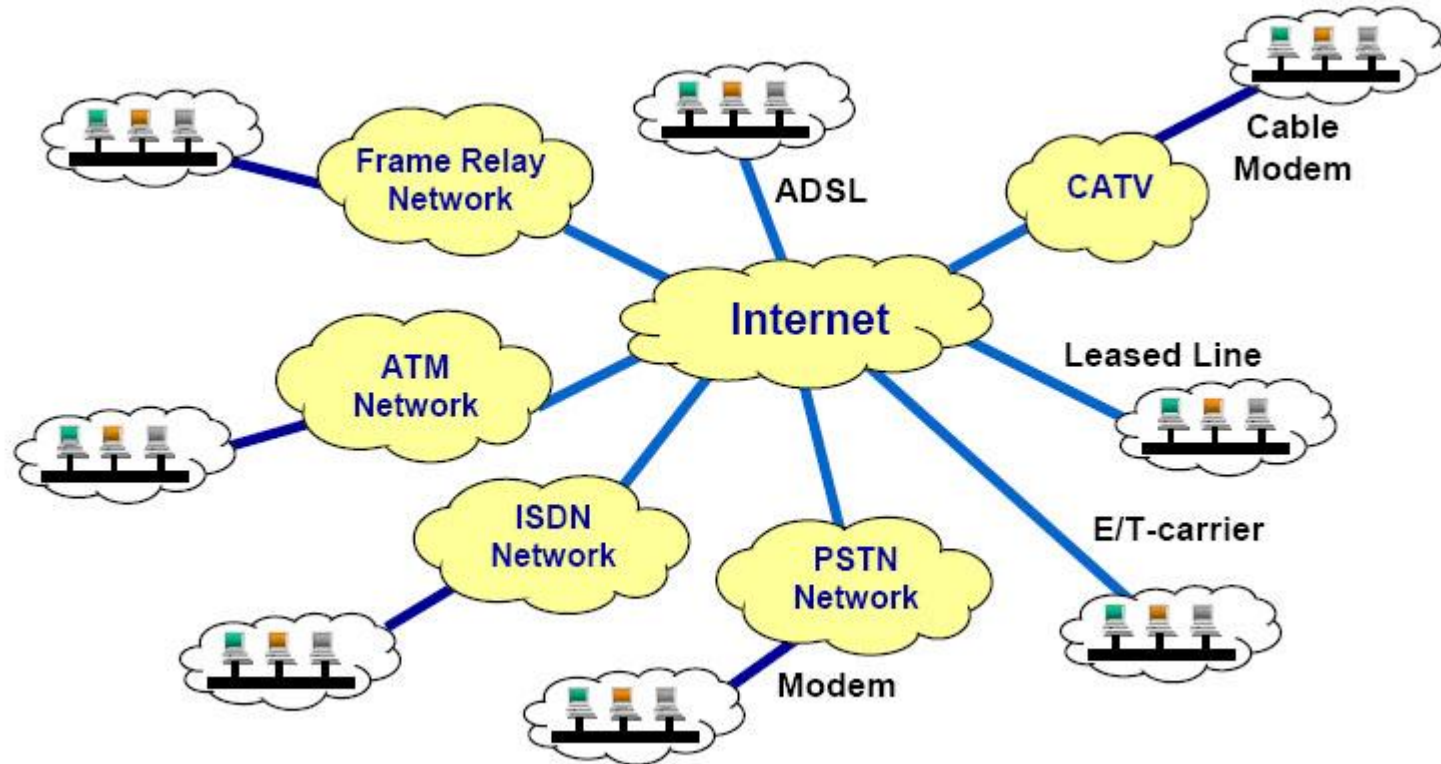 Cable
Modem
Frame Relay
Network
ADSL
CATV
Internet
Leased Line
ATM
Network
ISDN
Network
PSTN
Network
E/T-carrier
Modem